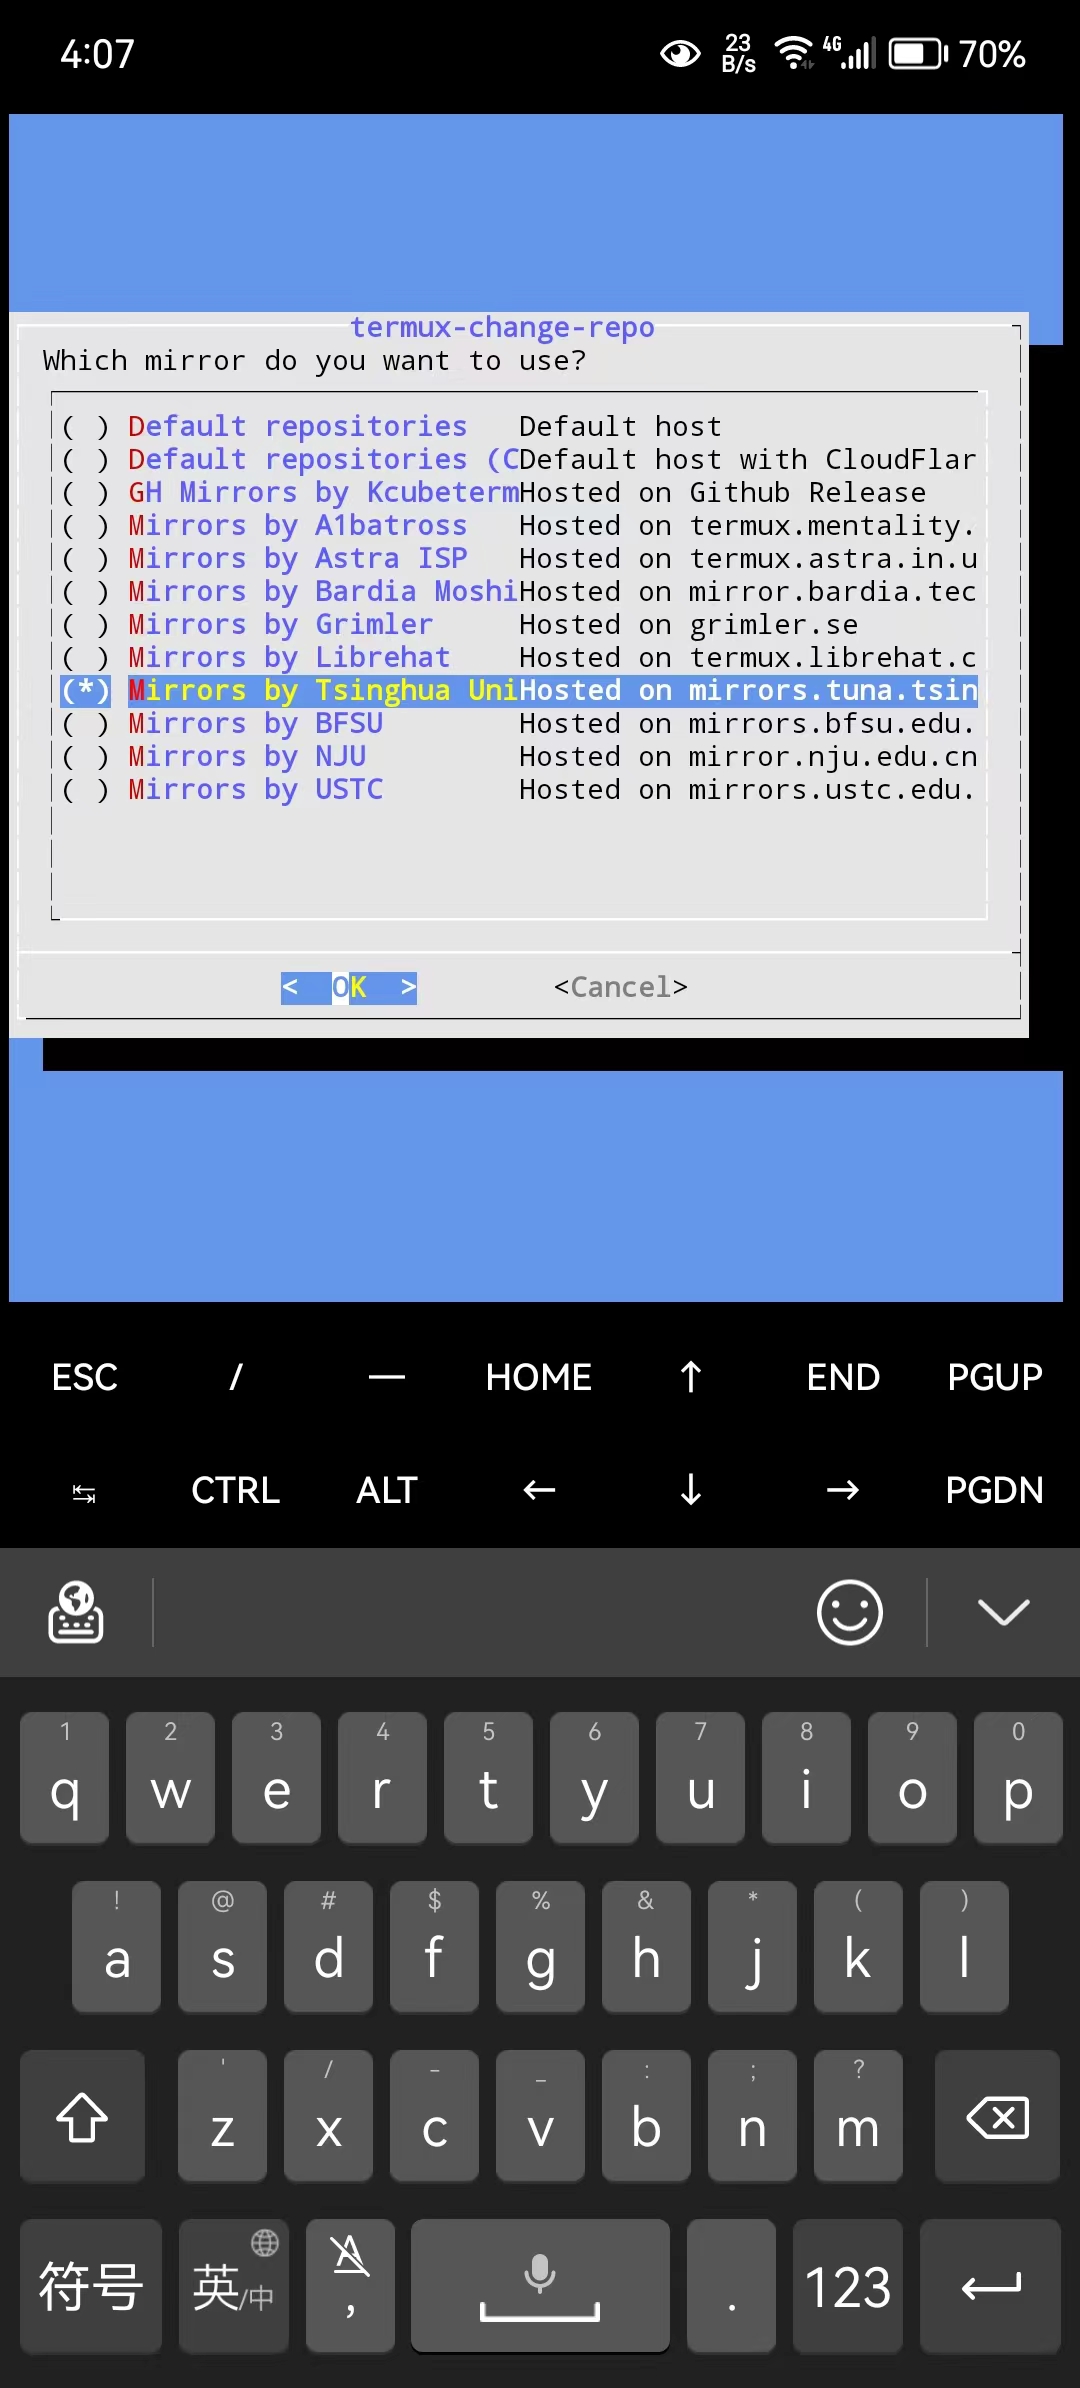 4:07 23 B/s 4G 70%
termux-change-repo
Which mirror do you want to use?
( ) Default repositories Default host
( ) Default repositories (CDefault host with CloudFlar
( ) GH Mirrors by KcubetermHosted on Github Release
( ) Mirrors by A1batross Hosted on termux.mentality.
( ) Mirrors by Astra ISP Hosted on termux.astra.in.u
( ) Mirrors by Bardia MoshiHosted on mirror.bardia.tec
( ) Mirrors by Grimler Hosted on grimler.se
( ) Mirrors by Librehat Hosted on termux.librehat.c
(*) Mirrors by Tsinghua UniHosted on mirrors.tuna.tsin
( ) Mirrors by BFSU Hosted on mirrors.bfsu.edu.
( ) Mirrors by NJU Hosted on mirror.nju.edu.cn
( ) Mirrors by USTC Hosted on mirrors.ustc.edu.
< OK > <Cancel>
ESC / — HOME ↑ END PGUP
↹ CTRL ALT ← ↓ → PGDN
1 2 3 4 5 6 7 8 9 0
q w e r t y u i o p
! @ # $ % & * ( )
a s d f g h j k l
' / - _ : ; ?
z x c v b n m
符号 英/中 , . 123